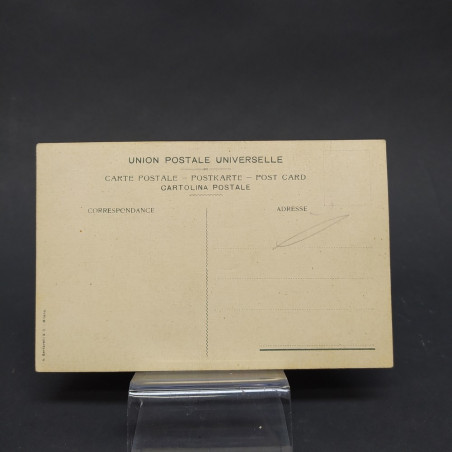 UNION POSTALE UNIVERSELLE
CARTE POSTALE - POSTKARTE - POST CARD
CARTOLINA POSTALE
CORRESPONDANCE
ADRESSE